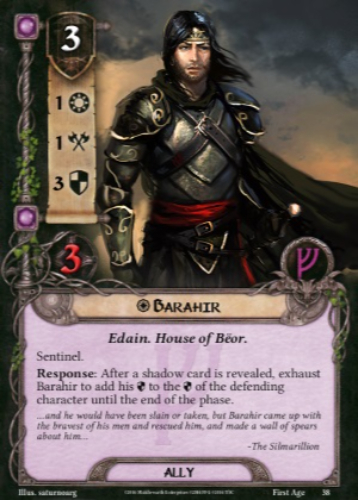 3
1
1
3
3
Barahir
Edain. House of Bëor.
Sentinel.
Response: After a shadow card is revealed, exhaust
Barahir to add his to the of the defending
character until the end of the phase.
...and he would have been slain or taken, but Barahir came up with
the bravest of his men and rescued him, and made a wall of spears
about him...
-The Silmarillion
ALLY
Illus. saturnoarg
First Age 38